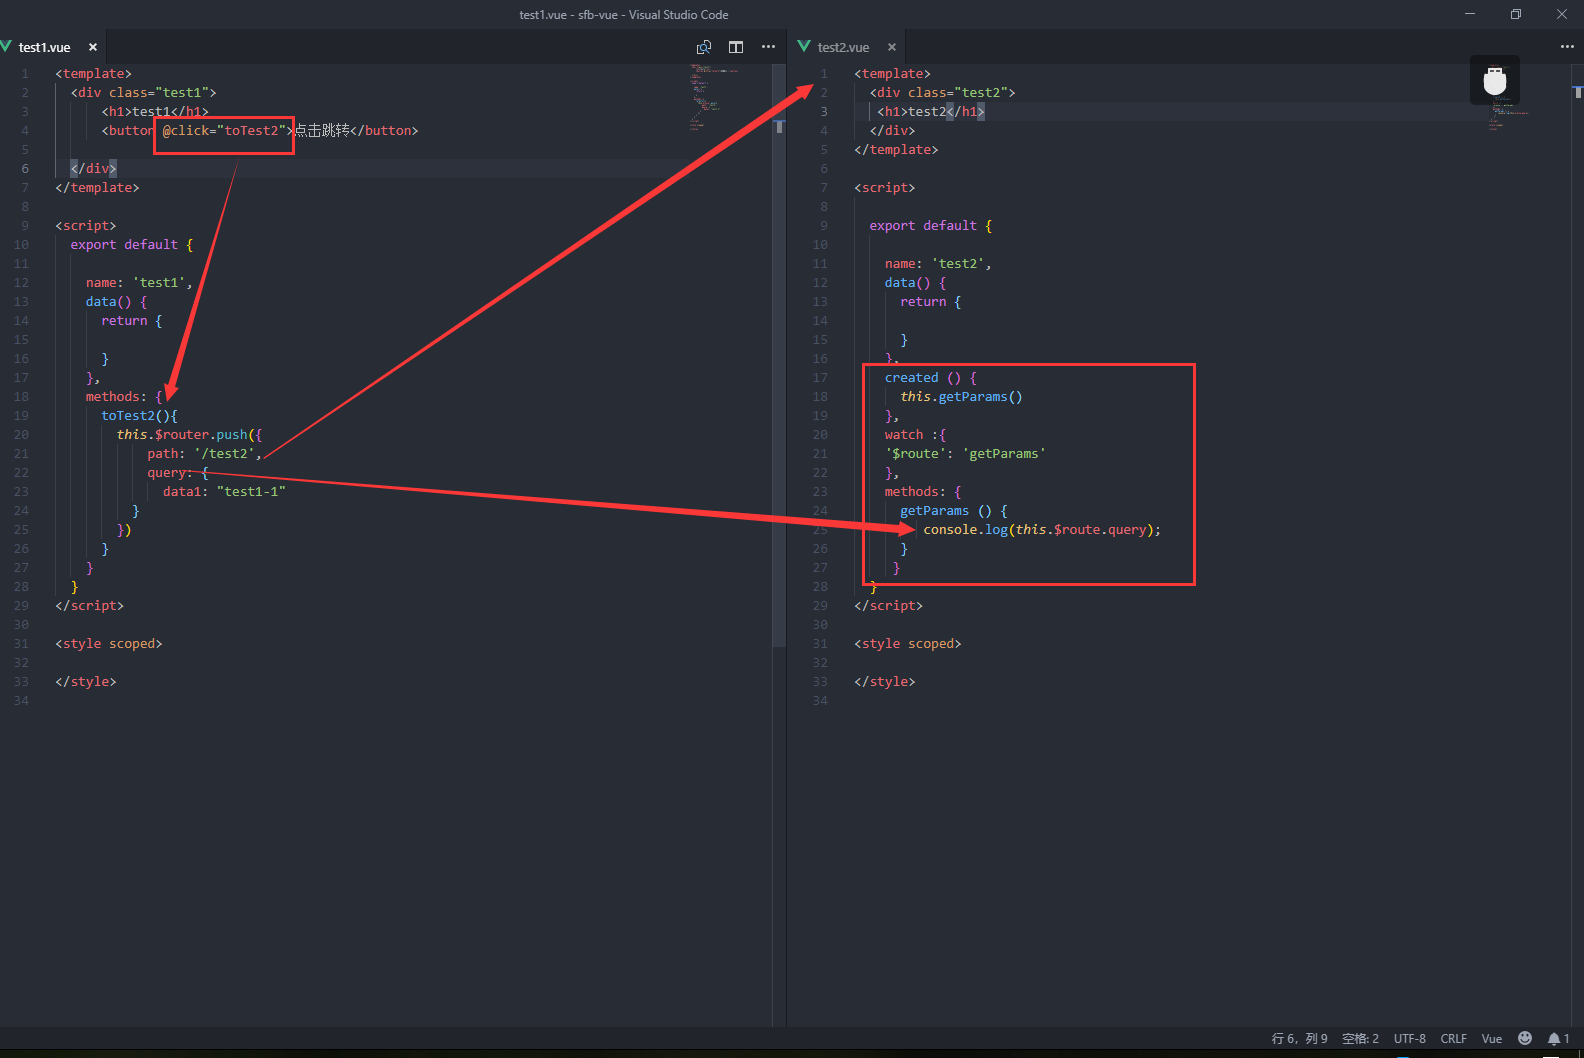 test1.vue - sfb-vue - Visual Studio Code
test1.vue
1 <template>
2 <div class="test1">
3 <h1>test1</h1>
4 <button @click="toTest2">点击跳转</button>
5
6 </div>
7 </template>
8
9 <script>
10 export default {
11
12 name: 'test1',
13 data() {
14 return {
15
16 }
17 },
18 methods: {
19 toTest2(){
20 this.$router.push({
21 path: '/test2',
22 query: {
23 data1: "test1-1"
24 }
25 })
26 }
27 }
28 }
29 </script>
30
31 <style scoped>
32
33 </style>
34
test2.vue
1 <template>
2 <div class="test2">
3 <h1>test2</h1>
4 </div>
5 </template>
6
7 <script>
8
9 export default {
10
11 name: 'test2',
12 data() {
13 return {
14
15 }
16 },
17 created () {
18 this.getParams()
19 },
20 watch :{
21 '$route': 'getParams'
22 },
23 methods: {
24 getParams () {
25 console.log(this.$route.query);
26 }
27 }
28 }
29 </script>
30
31 <style scoped>
32
33 </style>
34
行 6，列 9 空格: 2 UTF-8 CRLF Vue 1